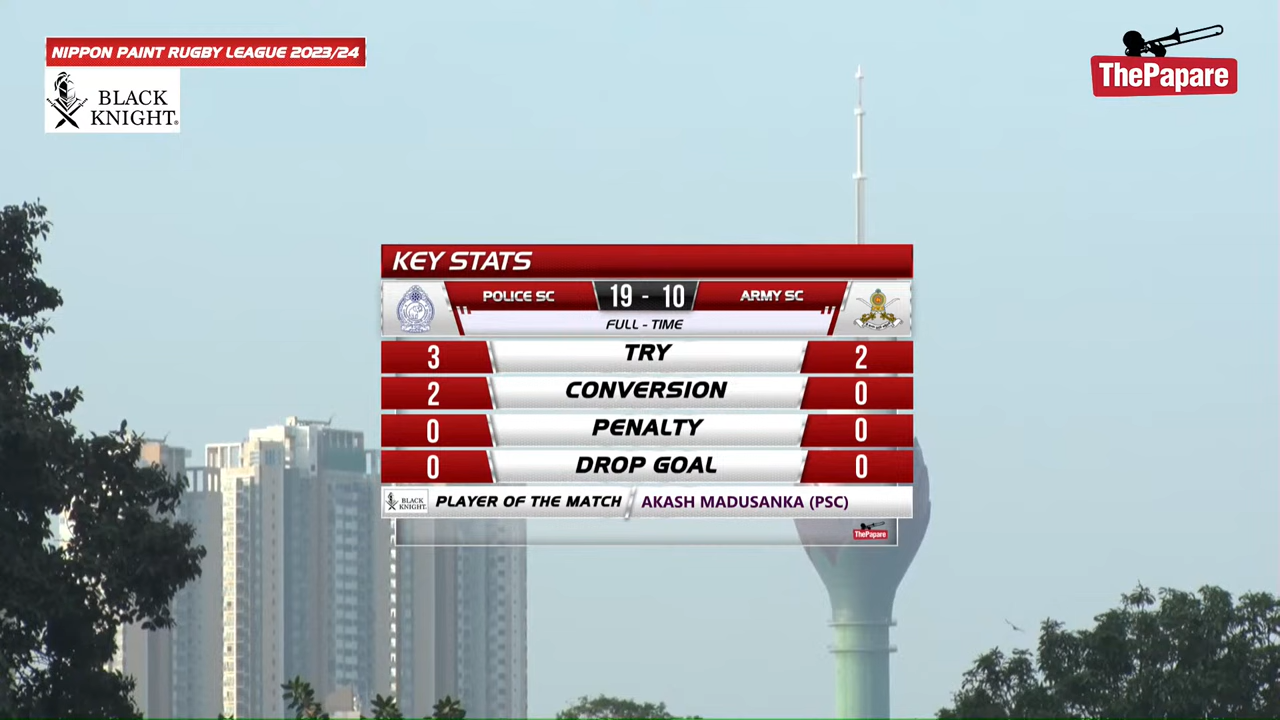 NIPPON PAINT RUGBY LEAGUE 2023/24
BLACK
KNIGHT
ThePapare
KEY STATS
POLICE SC 19 - 10 ARMY SC
FULL - TIME
3 TRY 2
2 CONVERSION 0
0 PENALTY 0
0 DROP GOAL 0
BLACK
KNIGHT
PLAYER OF THE MATCH AKASH MADUSANKA (PSC)
ThePapare